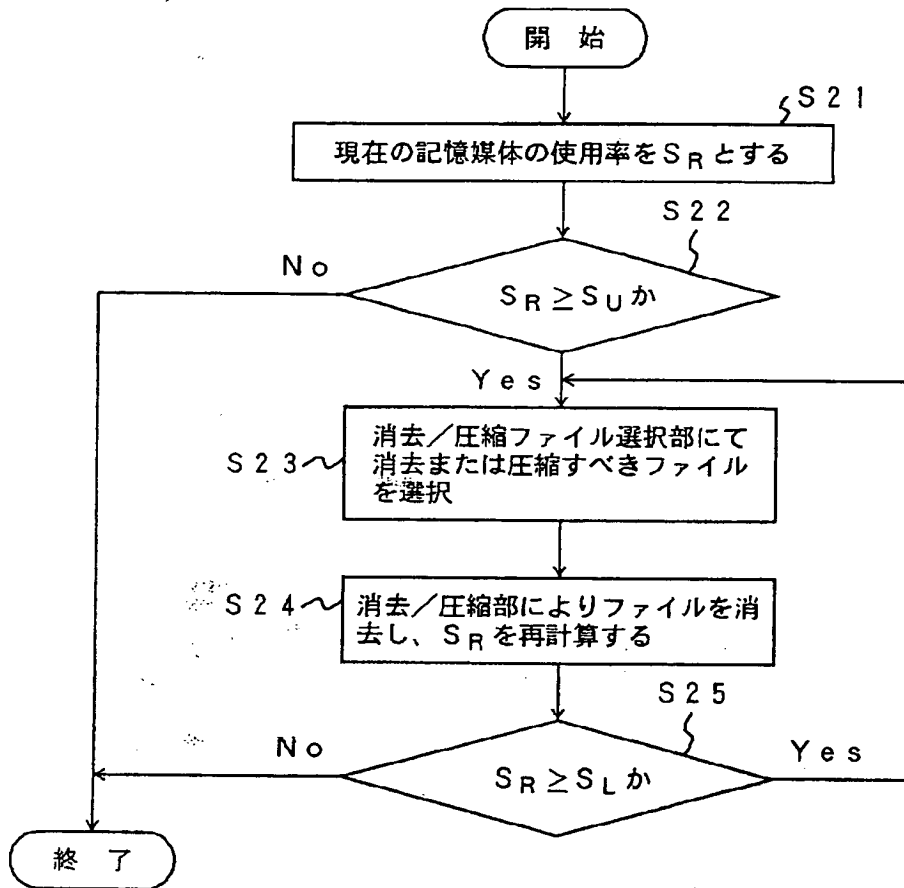 開 始
S21
現在の記憶媒体の使用率をSRとする
S22
No
SR≧SUか
Yes
S23
消去/圧縮ファイル選択部にて
消去または圧縮すべきファイル
を選択
S24
消去/圧縮部によりファイルを消
去し、SRを再計算する
S25
No
SR≧SLか
Yes
終 了